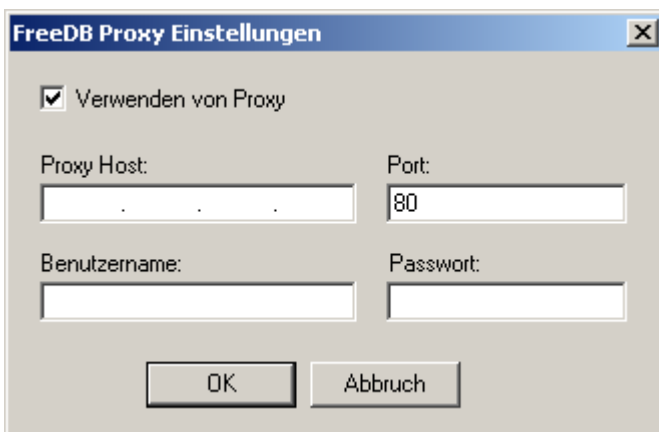 FreeDB Proxy Einstellungen
Verwenden von Proxy
Proxy Host: Port:
. . . 80
Benutzername: Passwort:
OK Abbruch